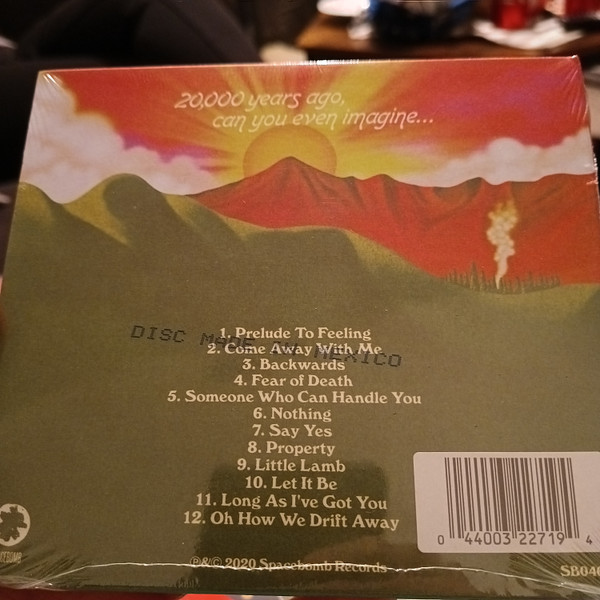 20,000 years ago,
can you even imagine...
DISC MADE IN MEXICO
1. Prelude To Feeling
2. Come Away With Me
3. Backwards
4. Fear of Death
5. Someone Who Can Handle You
6. Nothing
7. Say Yes
8. Property
9. Little Lamb
10. Let It Be
11. Long As I've Got You
12. Oh How We Drift Away
0 44003 22719 4
℗&© 2020 Spacebomb Records